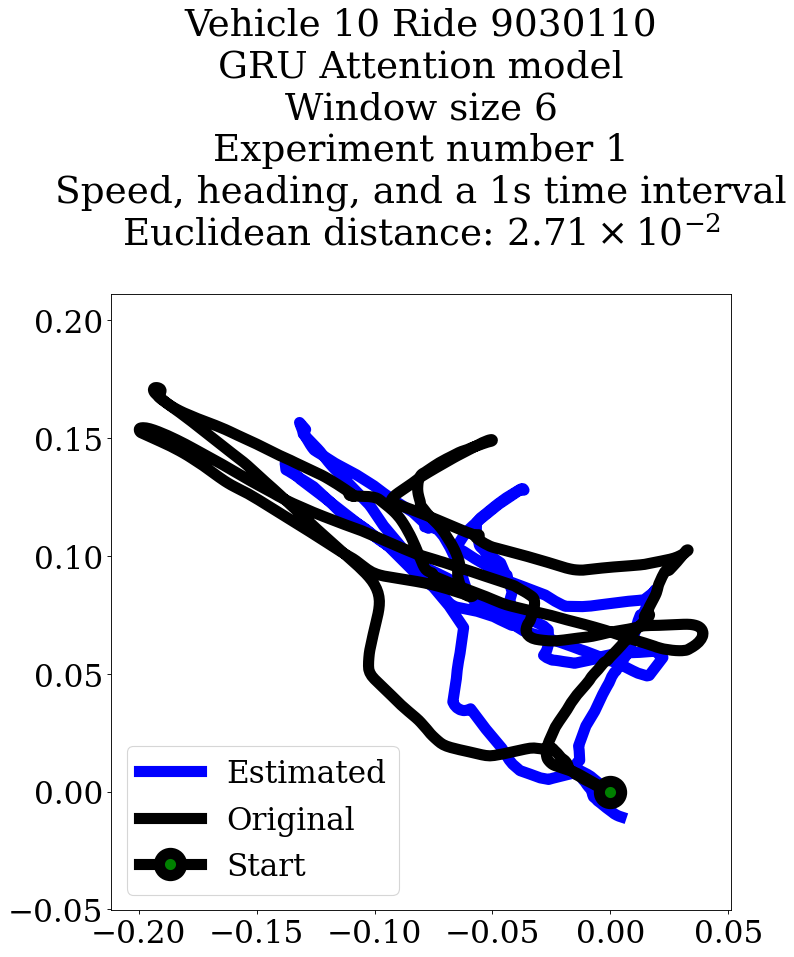 Vehicle 10 Ride 9030110
GRU Attention model
Window size 6
Experiment number 1
Speed, heading, and a 1s time interval
Euclidean distance: 2.71 × 10⁻²
0.20
0.15
0.10
0.05
0.00
−0.05
Estimated
Original
Start
−0.20 −0.15 −0.10 −0.05 0.00 0.05